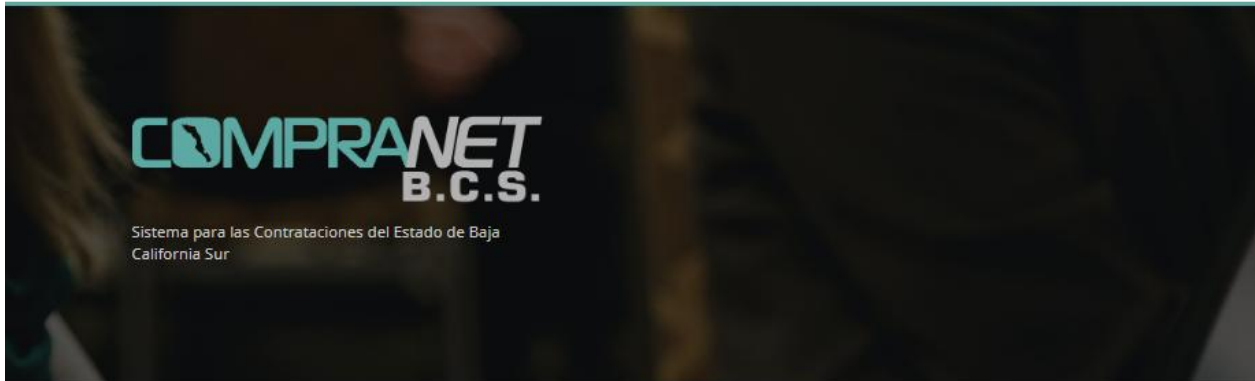 COMPRANET
B.C.S.
Sistema para las Contrataciones del Estado de Baja
California Sur